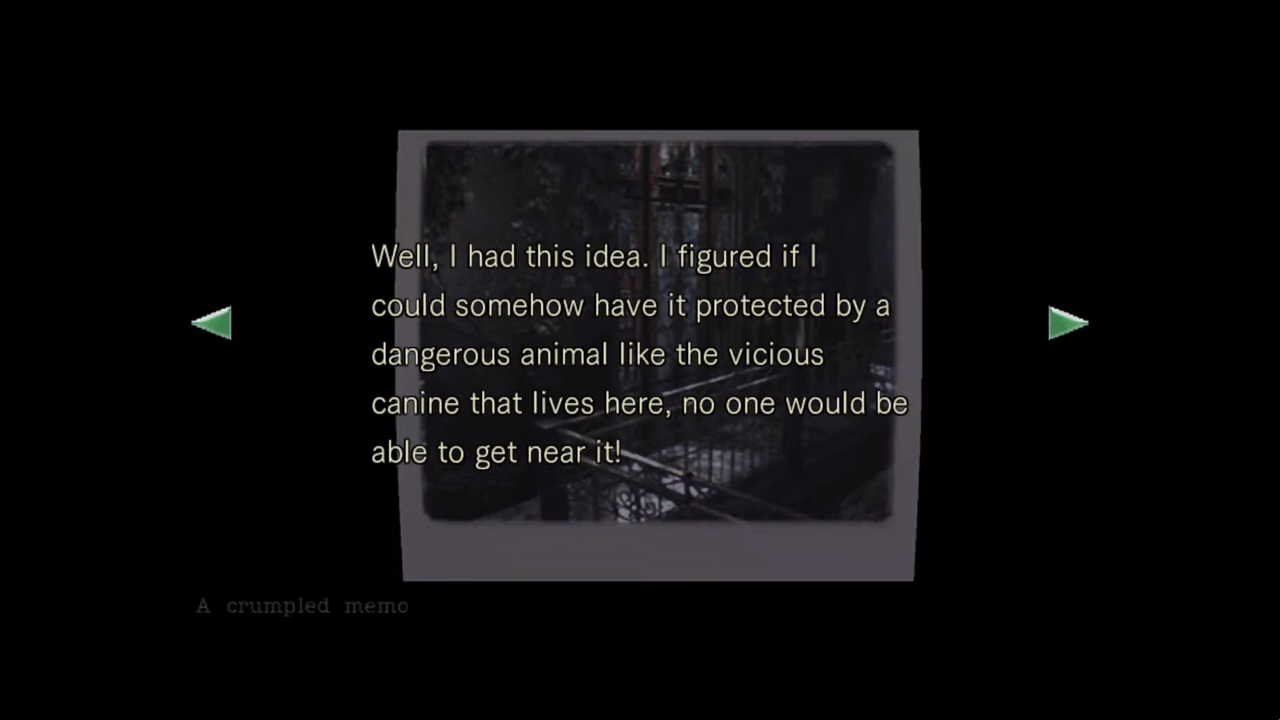 Well, I had this idea. I figured if I
could somehow have it protected by a
dangerous animal like the vicious
canine that lives here, no one would be
able to get near it!
A crumpled memo